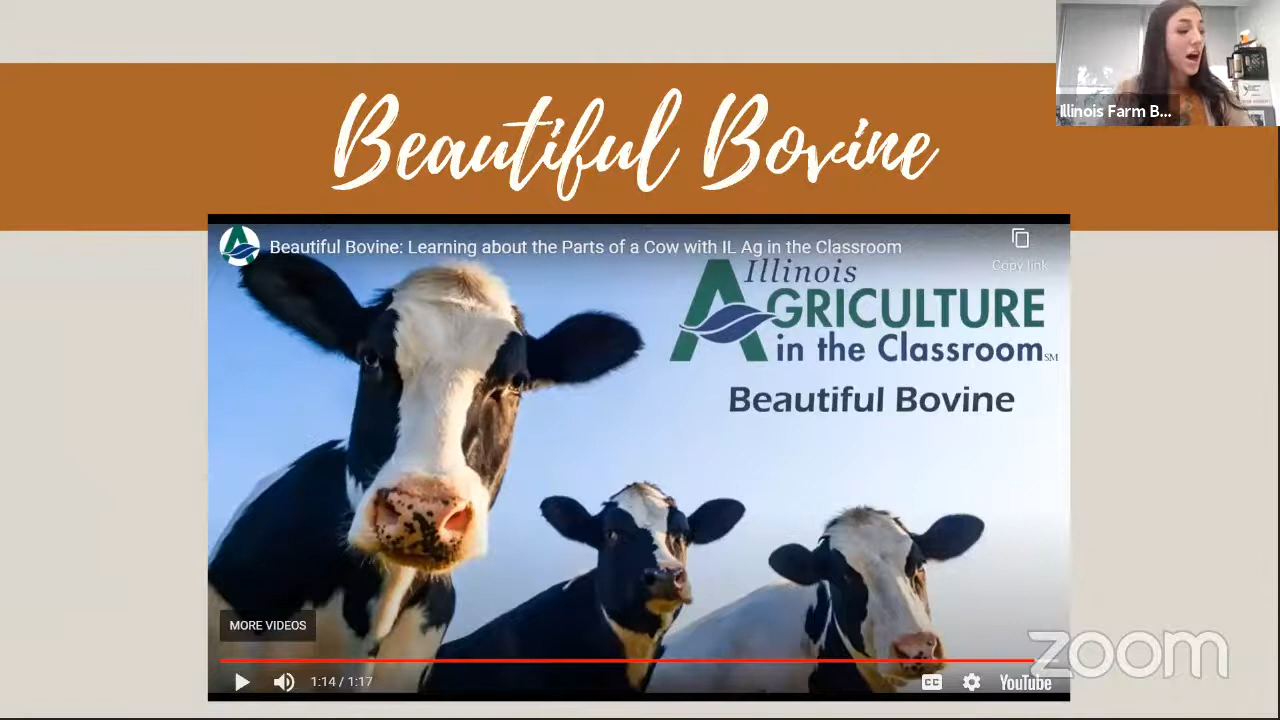 Beautiful Bovine
Illinois Farm B...
Beautiful Bovine: Learning about the Parts of a Cow with IL Ag in the Classroom
Copy link
Illinois
AGRICULTURE
in the Classroom SM
Beautiful Bovine
MORE VIDEOS
1:14 / 1:17
CC
YouTube
zoom